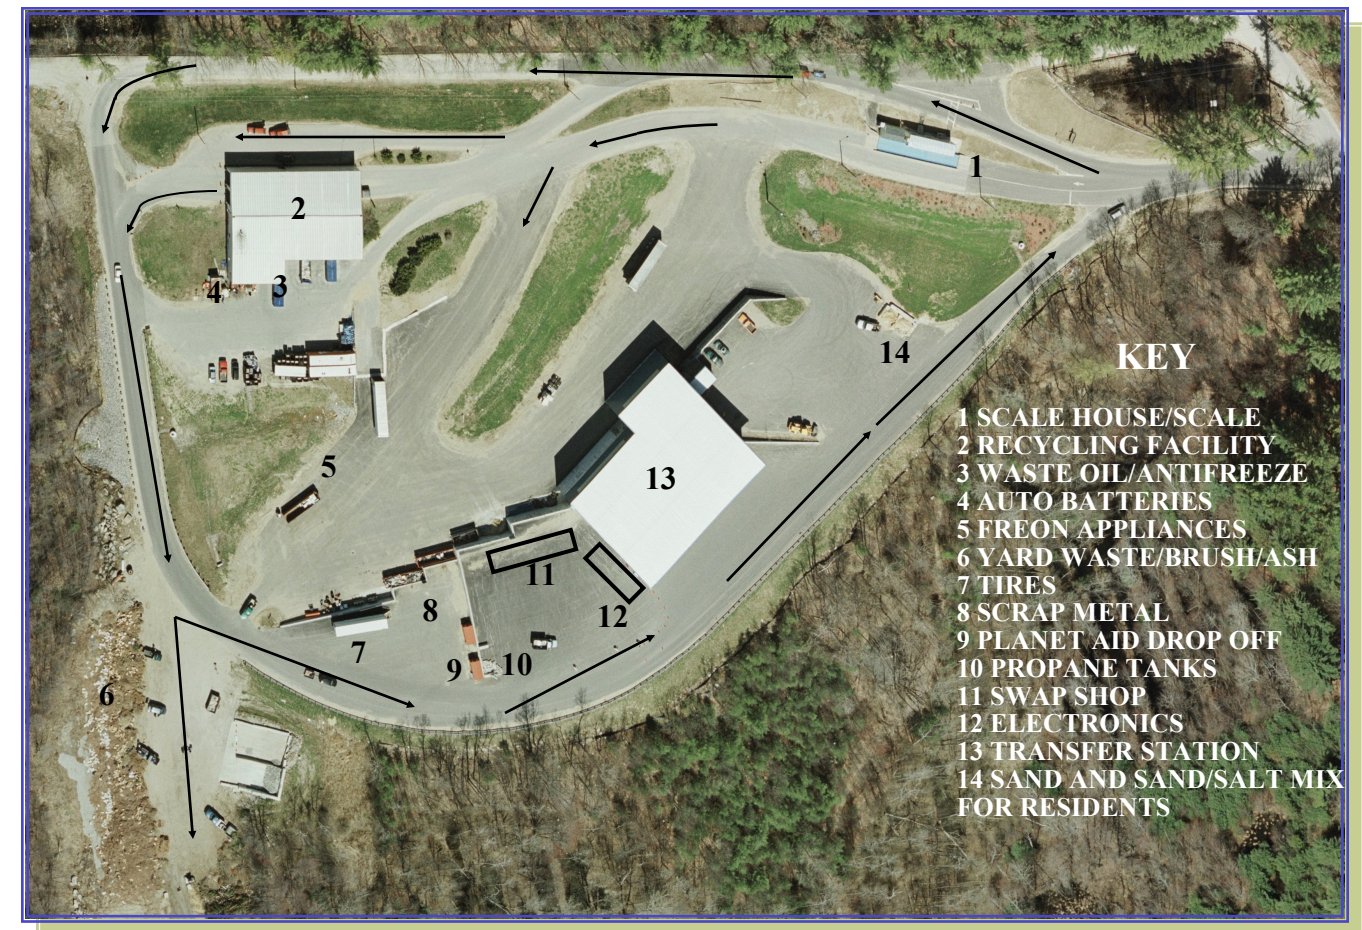 1
2
3
4
14
KEY
1 SCALE HOUSE/SCALE
2 RECYCLING FACILITY
3 WASTE OIL/ANTIFREEZE
4 AUTO BATTERIES
5 FREON APPLIANCES
6 YARD WASTE/BRUSH/ASH
7 TIRES
8 SCRAP METAL
9 PLANET AID DROP OFF
10 PROPANE TANKS
11 SWAP SHOP
12 ELECTRONICS
13 TRANSFER STATION
14 SAND AND SAND/SALT MIX
FOR RESIDENTS
5
13
11
8
12
7
9
10
6